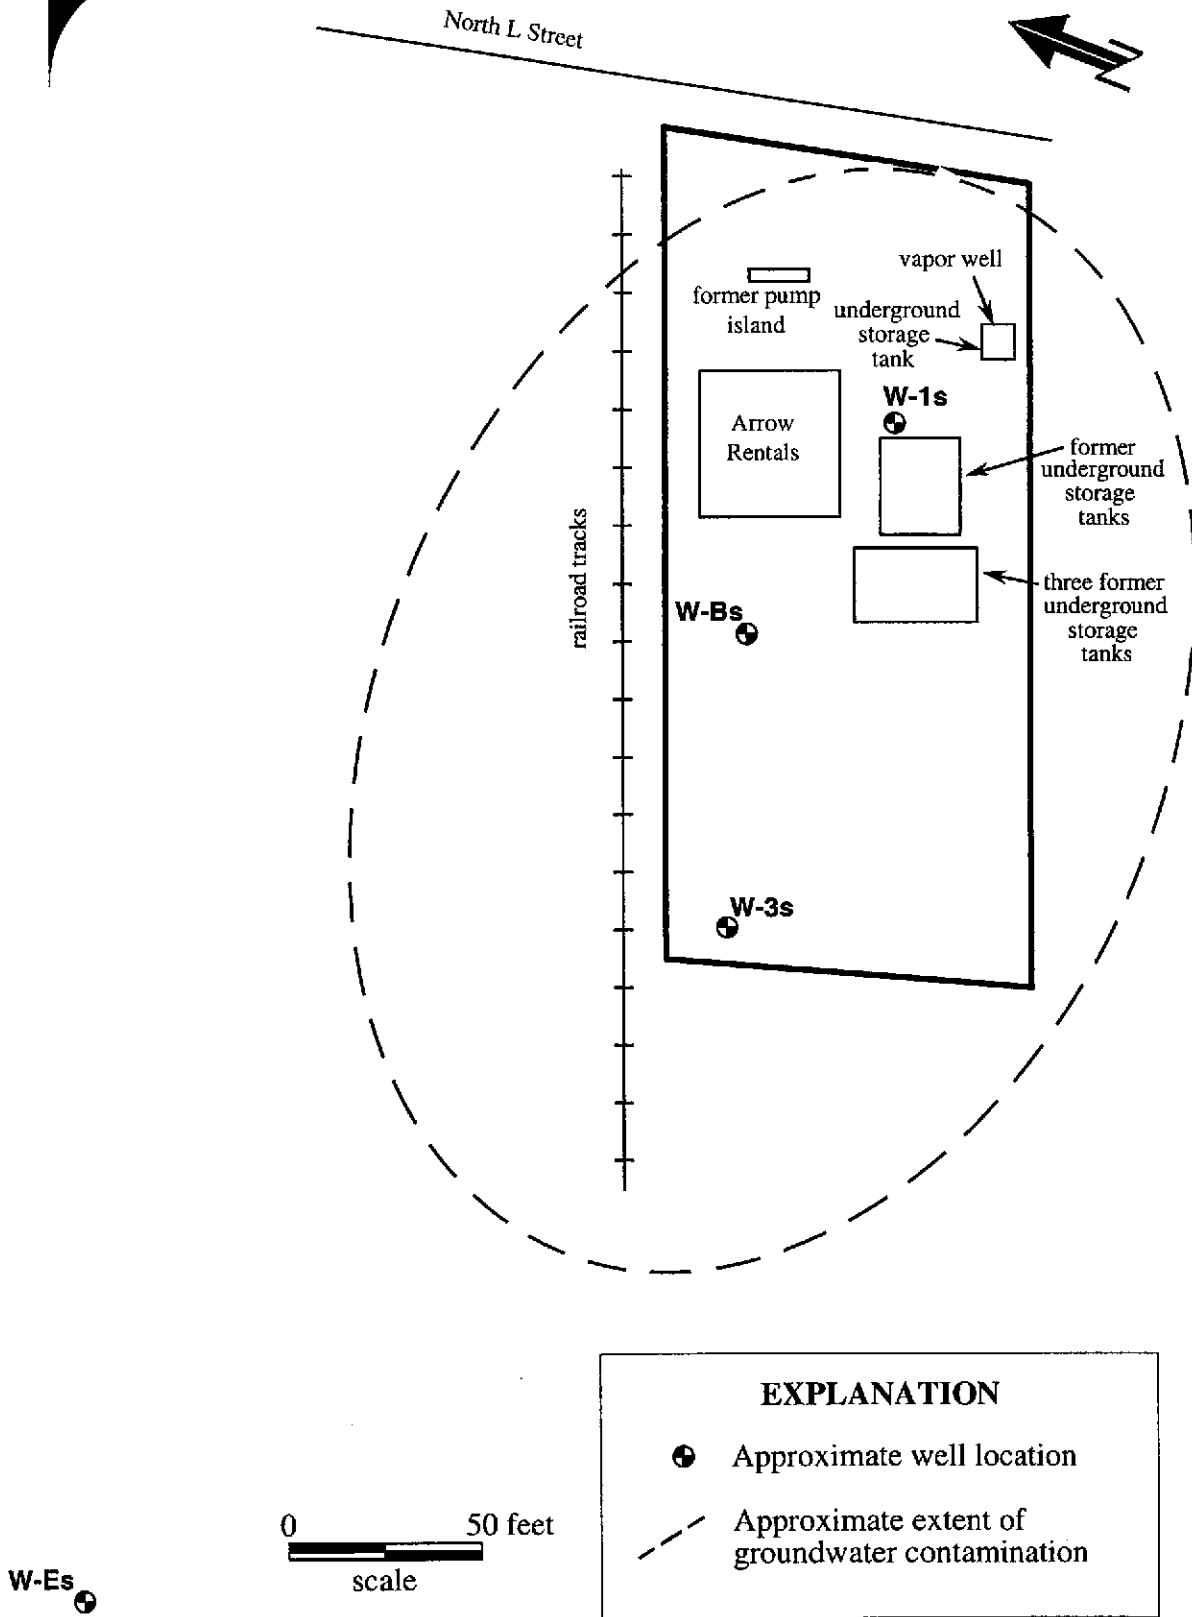 North L Street
N
vapor well
former pump
island
underground
storage
tank
W-1s
Arrow
Rentals
former
underground
storage
tanks
railroad tracks
three former
underground
storage
tanks
W-Bs
W-3s
EXPLANATION
Approximate well location
Approximate extent of
groundwater contamination
0 50 feet
scale
W-Es